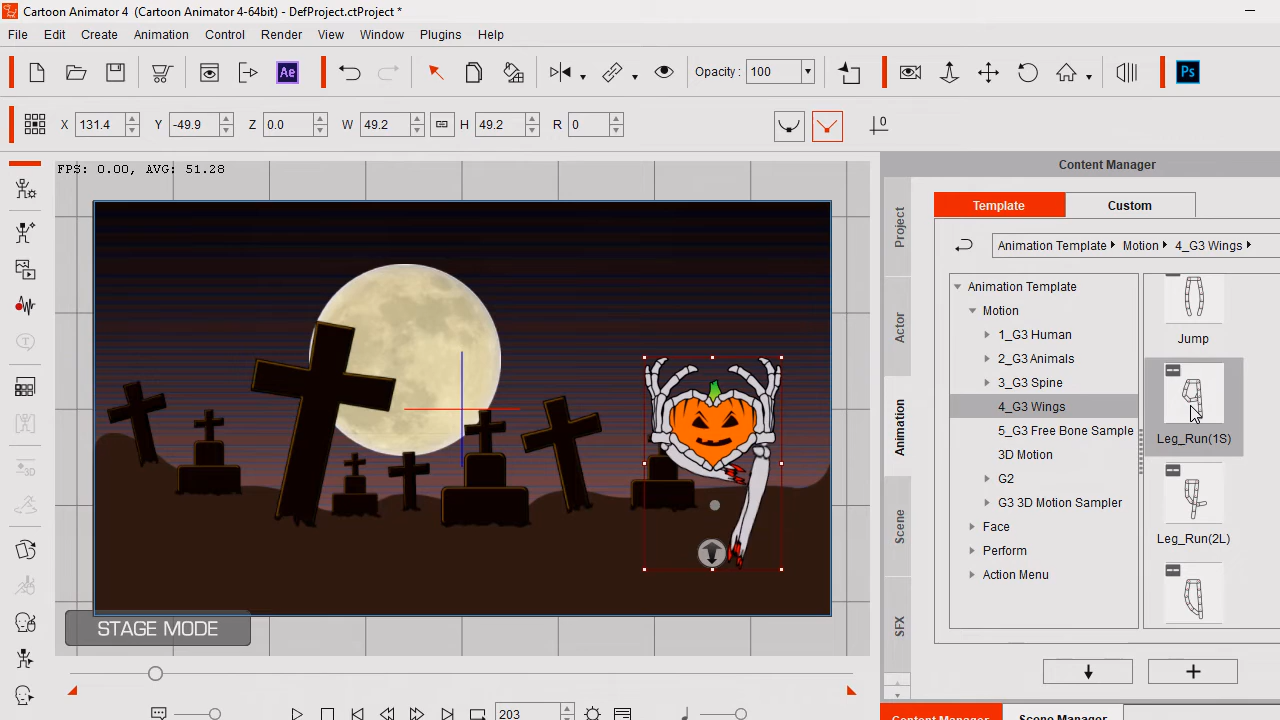 Cartoon Animator 4 (Cartoon Animator 4-64bit) - DefProject.ctProject *
File Edit Create Animation Control Render View Window Plugins Help
Ae Opacity : 100 Ps
X 131.4 Y -49.9 Z 0.0 W 49.2 H 49.2 R 0 0
Content Manager
FPS: 0.00, AVG: 51.28
Template Custom
Project
Animation Template Motion 4_G3 Wings
Animation Template
Motion
Actor
1_G3 Human
Jump
2_G3 Animals
3_G3 Spine
4_G3 Wings
Animation
5_G3 Free Bone Sample
Leg_Run(1S)
3D Motion
G2
G3 3D Motion Sampler
Scene
Face
Leg_Run(2L)
Perform
Action Menu
SFX
STAGE MODE
203
Content Manager Scene Manager